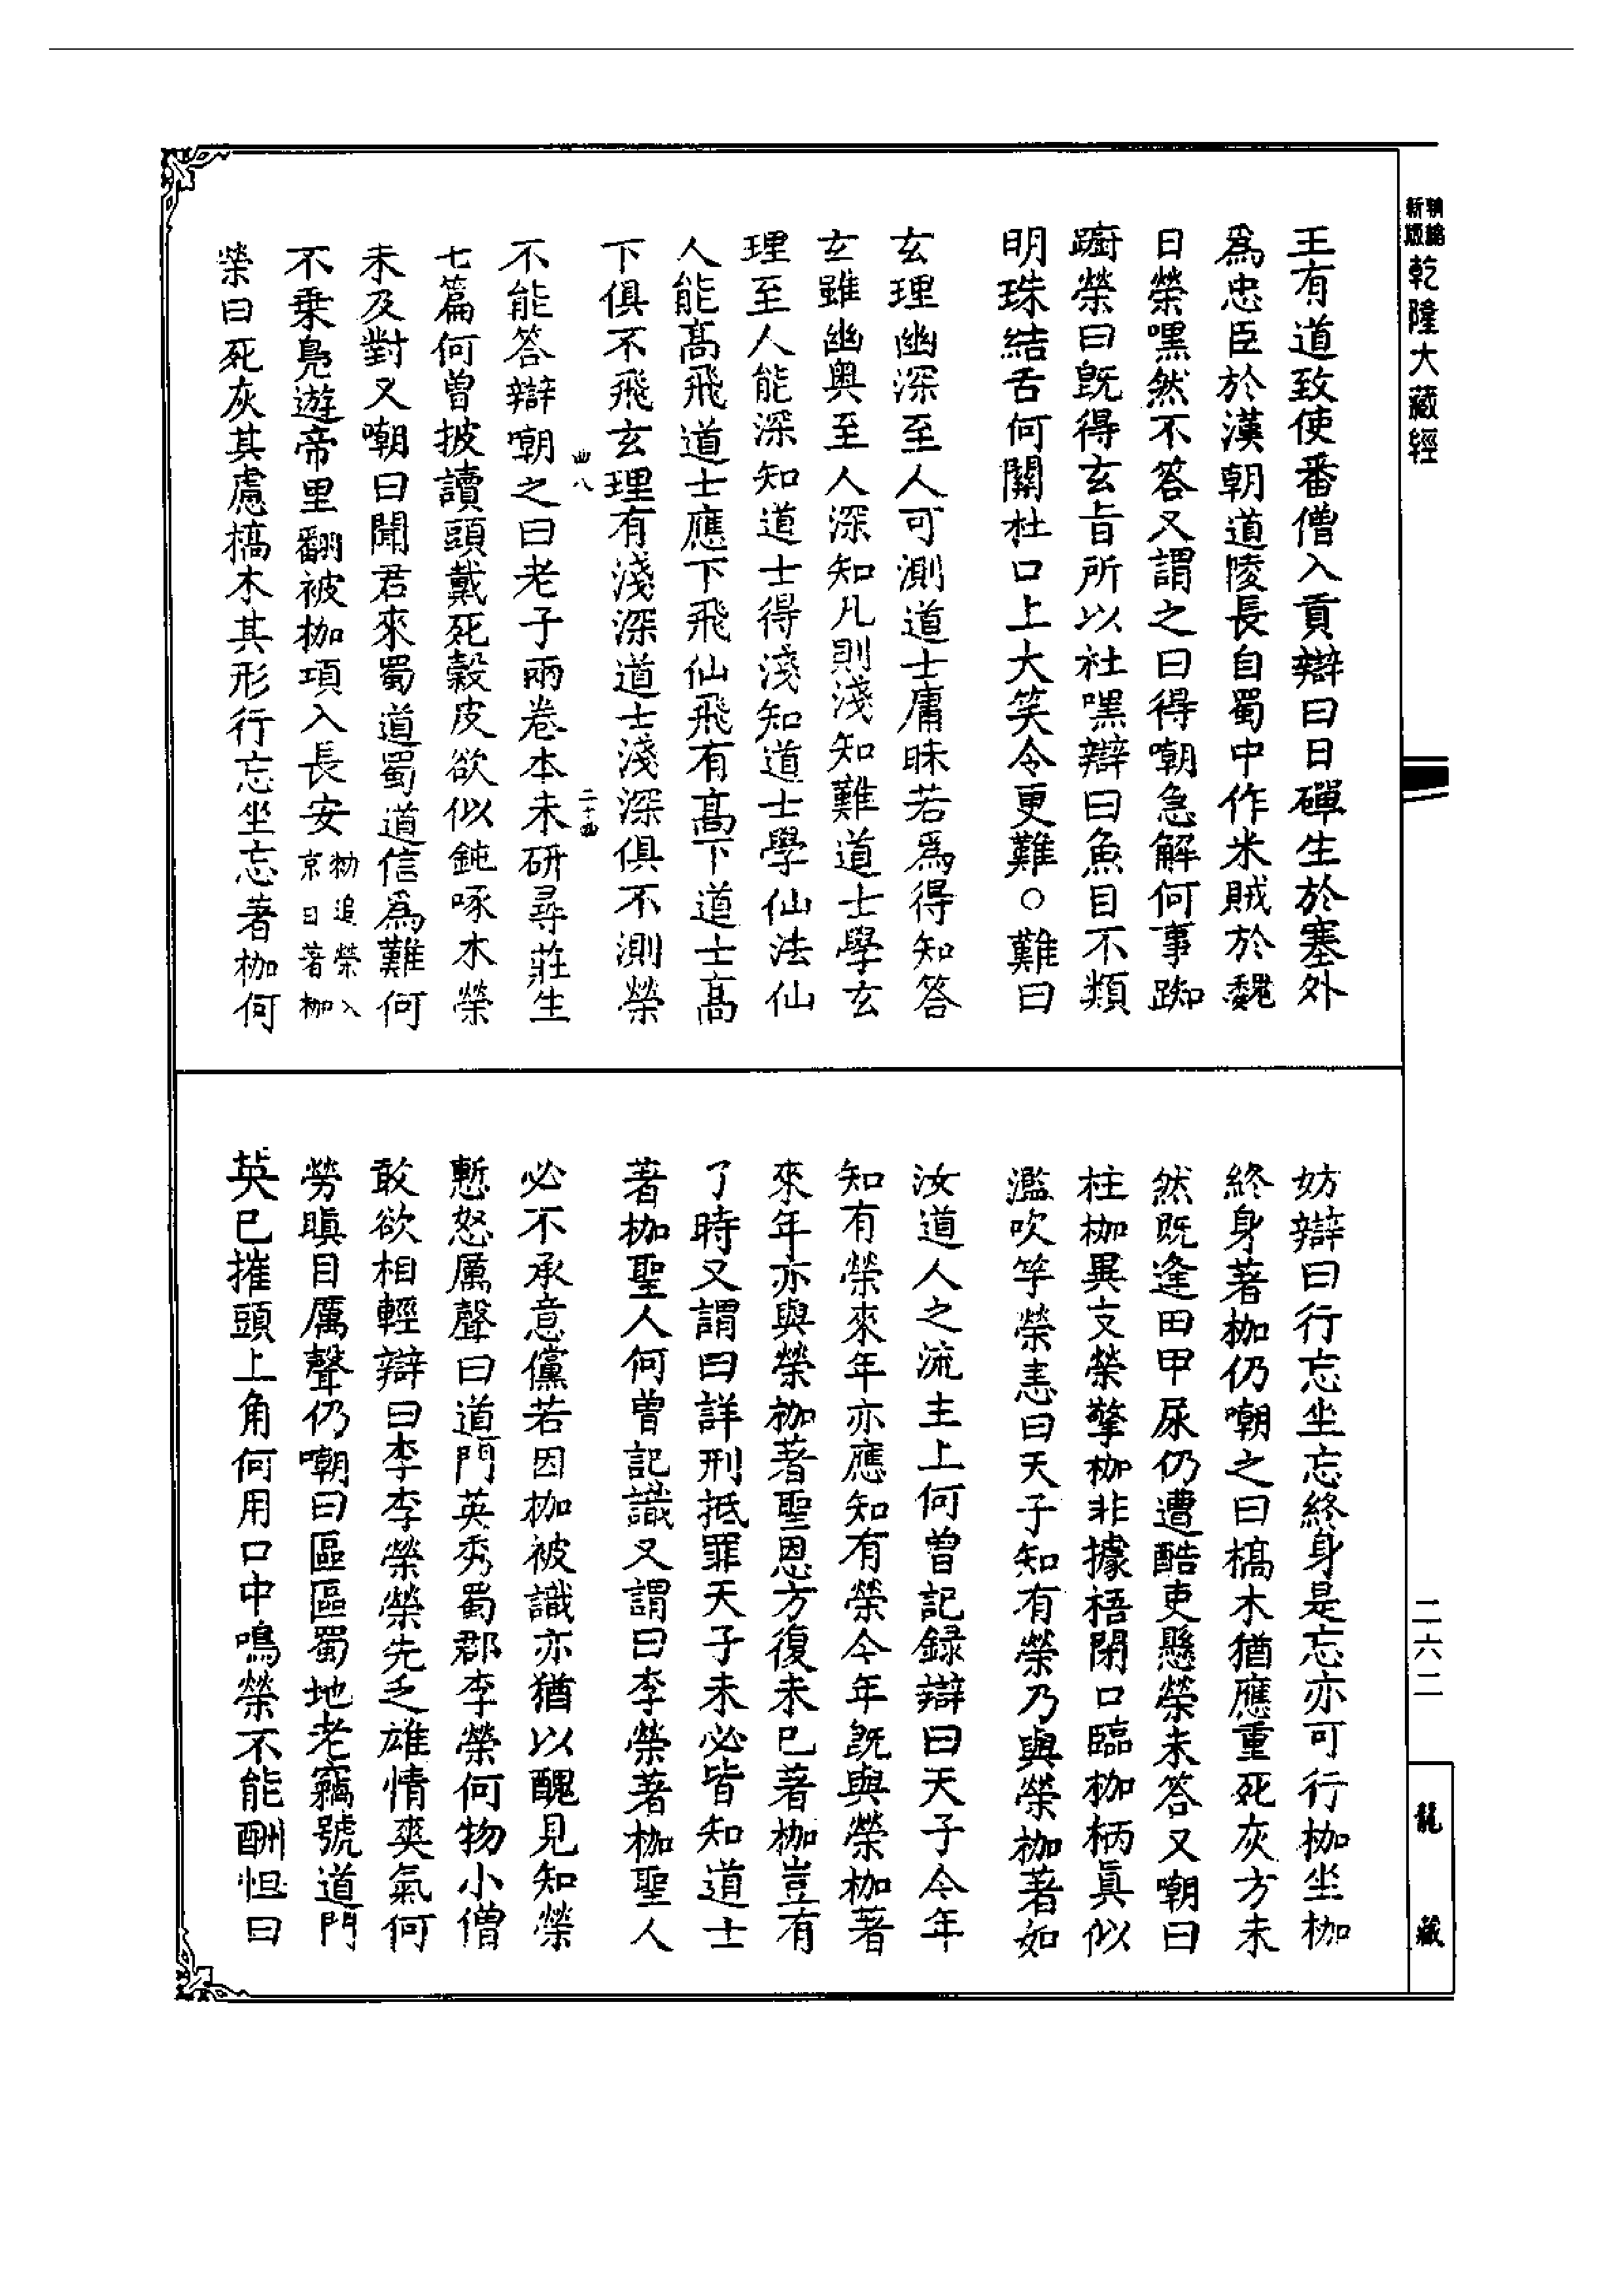 新編縮版乾隆大藏經
王有道致使番僧入貢辯曰日磾生於塞外
爲忠臣於漢朝道陵長自蜀中作米賊於魏
日榮嘿然不答又謂之曰得嘲急解何事踟
躕榮曰旣得玄旨所以杜嘿辯曰魚目不類
明珠結舌何關杜口上大笑令更難○難曰
玄理幽深至人可測道士庸昧若爲得知答
玄雖幽奧至人深知凡則淺知難道士學玄
理至人能深知道士得淺知道士學仙法仙
人能高飛道士應下飛仙飛有高下道士高
下俱不飛玄理有淺深道士淺深俱不測榮
曲八
二十曲
不能答辯嘲之曰老子兩卷本未研尋莊生
七篇何曾披讀頭戴死穀皮欲似鈍啄木榮
未及對又嘲曰聞君來蜀道蜀道信爲難何
不乗鳬遊帝里翻被枷項入長安
勑追榮入
京日著枷
榮曰死灰其慮槁木其形行忘坐忘著枷何
妨辯曰行忘坐忘終身是忘亦可行枷坐枷
終身著枷仍嘲之曰槁木猶應重死灰方未
然旣逢田甲尿仍遭酷吏懸榮未答又嘲曰
柱枷異支榮擎枷非據梧閉口臨枷柄眞似
濫吹竽榮恚曰天子知有榮乃與榮枷著如
汝道人之流主上何曾記録辯曰天子今年
知有榮來年亦應知有榮今年旣與榮枷著
來年亦與榮枷著聖恩方復未已著枷豈有
了時又謂曰詳刑抵罪天子未必皆知道士
著枷聖人何曾記識又謂曰李榮著枷聖人
必不承意儻若因枷被識亦猶以醜見知榮
慙怒厲聲曰道門英秀蜀郡李榮何物小僧
敢欲相輕辯曰李李榮榮先乏雄情爽氣何
勞瞋目厲聲仍嘲曰區區蜀地老竊號道門
英已摧頭上角何用口中鳴榮不能酬怛曰
二六二
龍藏